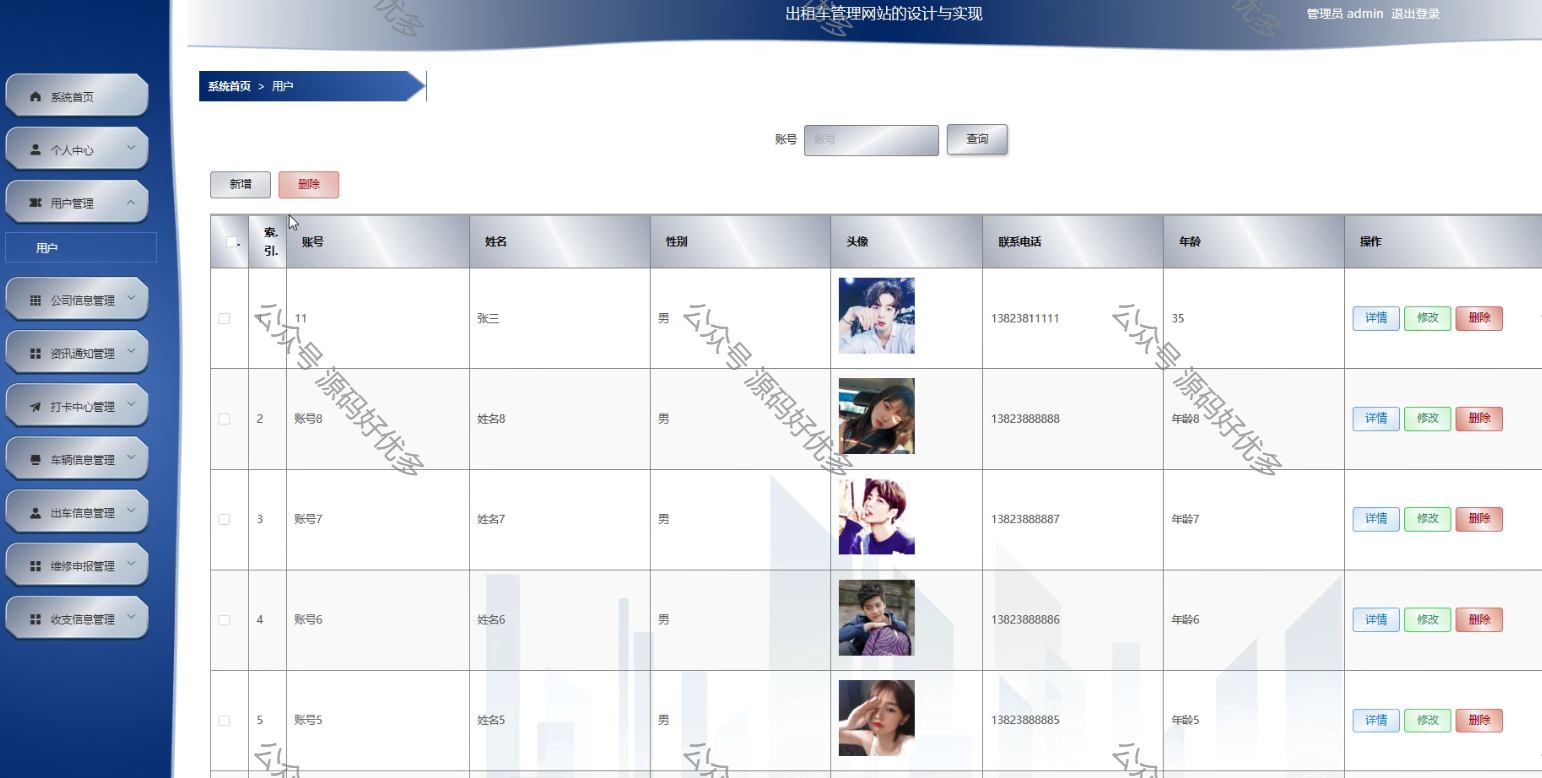 出租车管理网站的设计与实现
管理员 admin 退出登录
系统首页 > 用户
系统首页
个人中心
用户管理
用户
公司信息管理
资讯通知管理
打卡中心管理
车辆信息管理
出车信息管理
维修申报管理
收支信息管理
账号 账号 查询
新增 删除
索. 引. 账号 姓名 性别 头像 联系电话 年龄 操作
1 11 张三 男 13823811111 35 详情 修改 删除
2 账号8 姓名8 男 13823888888 年龄8 详情 修改 删除
3 账号7 姓名7 男 13823888887 年龄7 详情 修改 删除
4 账号6 姓名6 男 13823888886 年龄6 详情 修改 删除
5 账号5 姓名5 男 13823888885 年龄5 详情 修改 删除
公众号 源码好优多
公众号 源码好优多
公众号 源码好优多